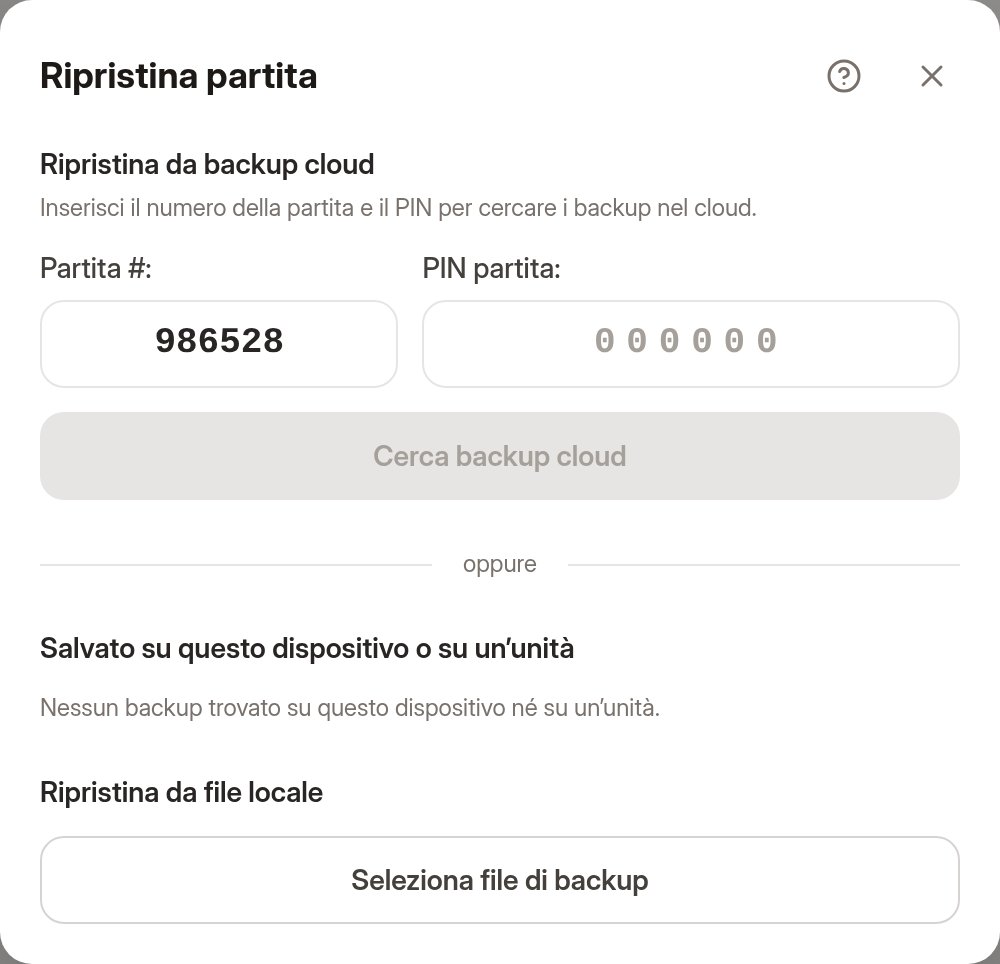 Ripristina partita
Ripristina da backup cloud
Inserisci il numero della partita e il PIN per cercare i backup nel cloud.
Partita #: PIN partita:
986528 000000
Cerca backup cloud
oppure
Salvato su questo dispositivo o su un’unità
Nessun backup trovato su questo dispositivo né su un’unità.
Ripristina da file locale
Seleziona file di backup